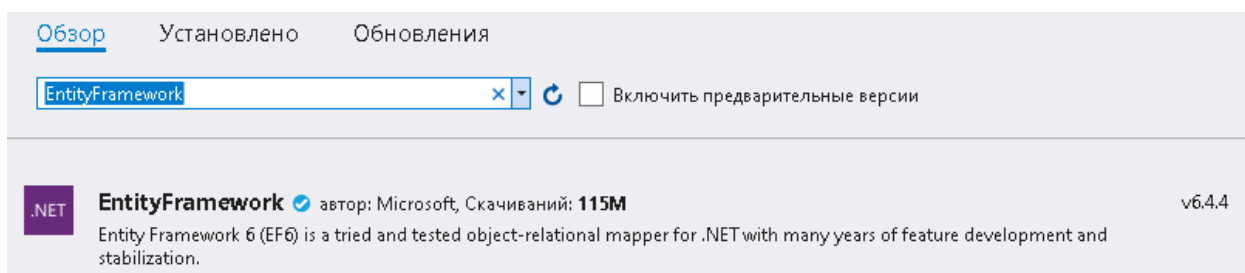 Обзор Установлено Обновления
EntityFramework Включить предварительные версии
.NET EntityFramework автор: Microsoft, Скачиваний: 115M v6.4.4
Entity Framework 6 (EF6) is a tried and tested object-relational mapper for .NET with many years of feature development and
stabilization.